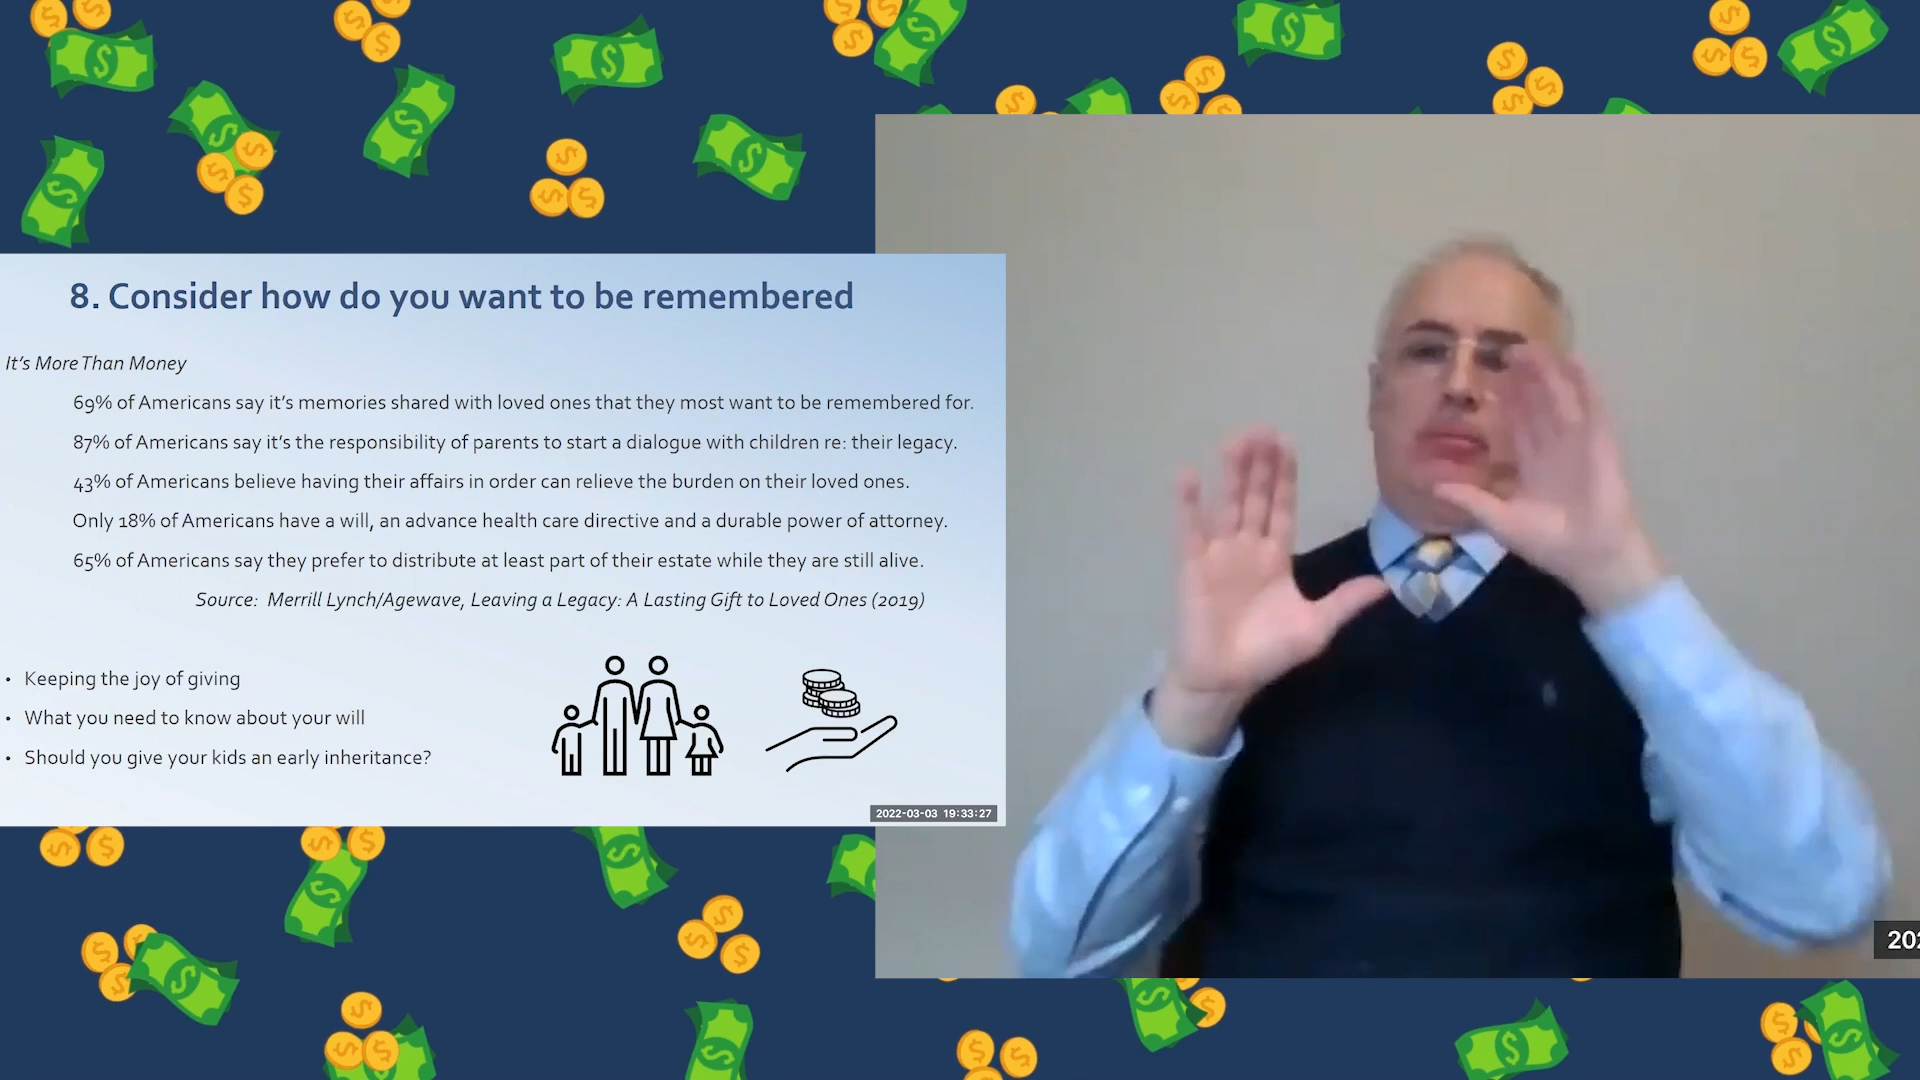 8. Consider how do you want to be remembered
It's More Than Money
69% of Americans say it's memories shared with loved ones that they most want to be remembered for.
87% of Americans say it's the responsibility of parents to start a dialogue with children re: their legacy.
43% of Americans believe having their affairs in order can relieve the burden on their loved ones.
Only 18% of Americans have a will, an advance health care directive and a durable power of attorney.
65% of Americans say they prefer to distribute at least part of their estate while they are still alive.
Source: Merrill Lynch/Agewave, Leaving a Legacy: A Lasting Gift to Loved Ones (2019)
• Keeping the joy of giving
• What you need to know about your will
• Should you give your kids an early inheritance?
2022-03-03 19:33:27